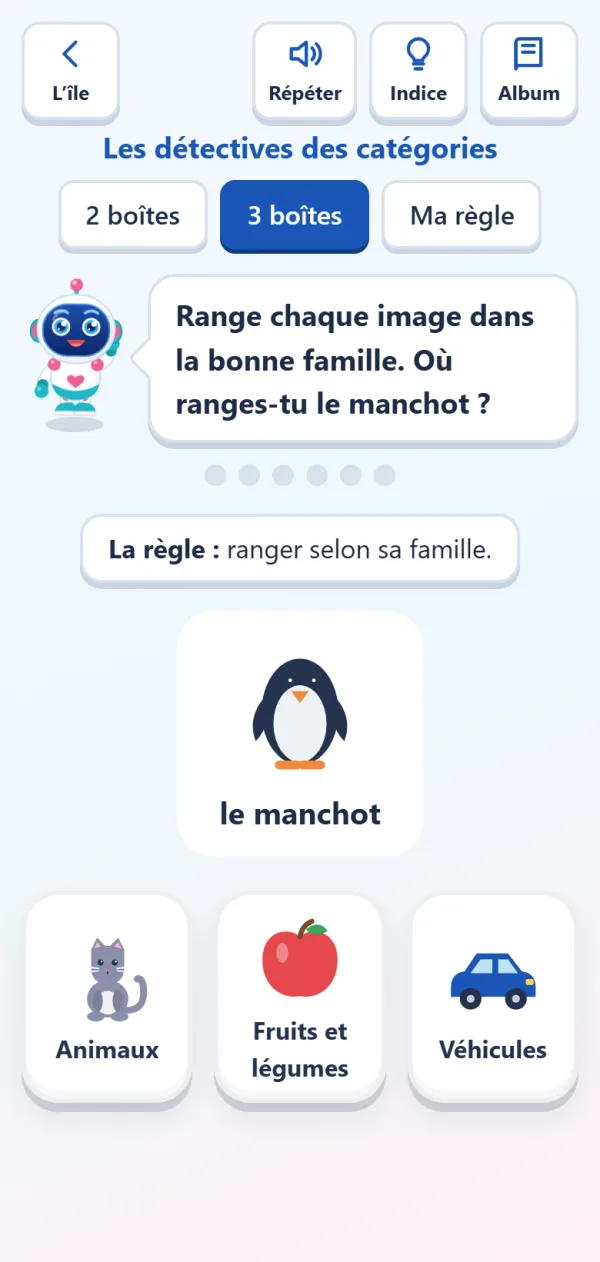 L'île
Répéter
Indice
Album
Les détectives des catégories
2 boîtes
3 boîtes
Ma règle
Range chaque image dans
la bonne famille. Où
ranges-tu le manchot ?
La règle : ranger selon sa famille.
le manchot
Animaux
Fruits et
légumes
Véhicules